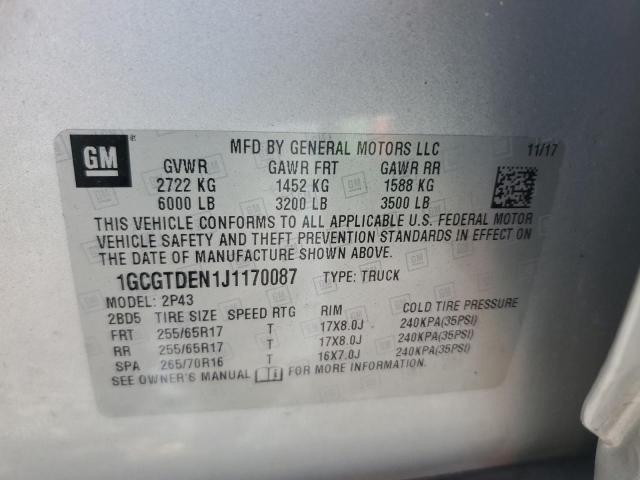 GM
MFD BY GENERAL MOTORS LLC 11/17
GVWR GAWR FRT GAWR RR
2722 KG 1452 KG 1588 KG
6000 LB 3200 LB 3500 LB
THIS VEHICLE CONFORMS TO ALL APPLICABLE U.S. FEDERAL MOTOR
VEHICLE SAFETY AND THEFT PREVENTION STANDARDS IN EFFECT ON
THE DATE OF MANUFACTURE SHOWN ABOVE.
1GCGTDEN1J1170087 TYPE: TRUCK
MODEL: 2P43
2BD5 TIRE SIZE SPEED RTG RIM COLD TIRE PRESSURE
FRT 255/65R17 T 17X8.0J 240KPA(35PSI)
RR 255/65R17 T 17X8.0J 240KPA(35PSI)
SPA 265/70R16 T 16X7.0J 240KPA(35PSI)
SEE OWNER'S MANUAL FOR MORE INFORMATION.